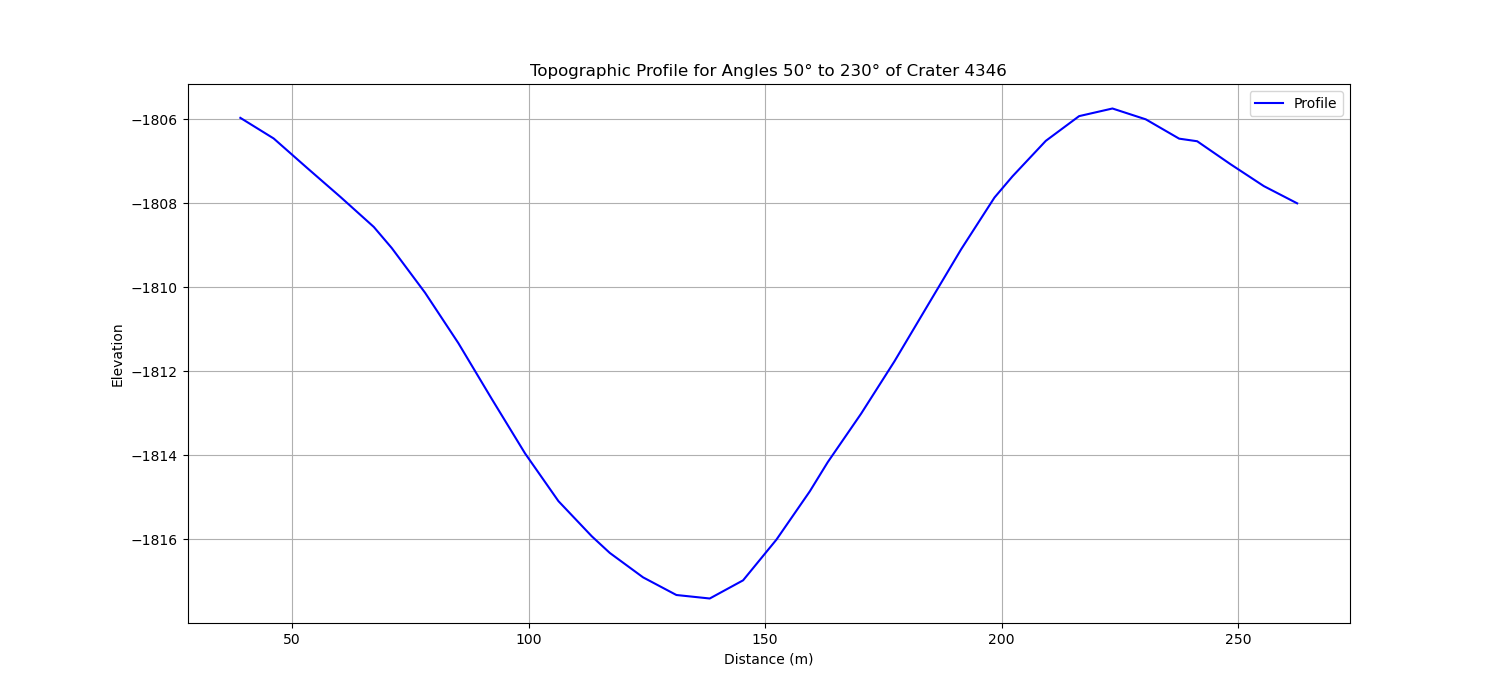 Topographic Profile for Angles 50° to 230° of Crater 4346
Profile
−1806
−1808
−1810
−1812
−1814
−1816
Elevation
50
100
150
200
250
Distance (m)